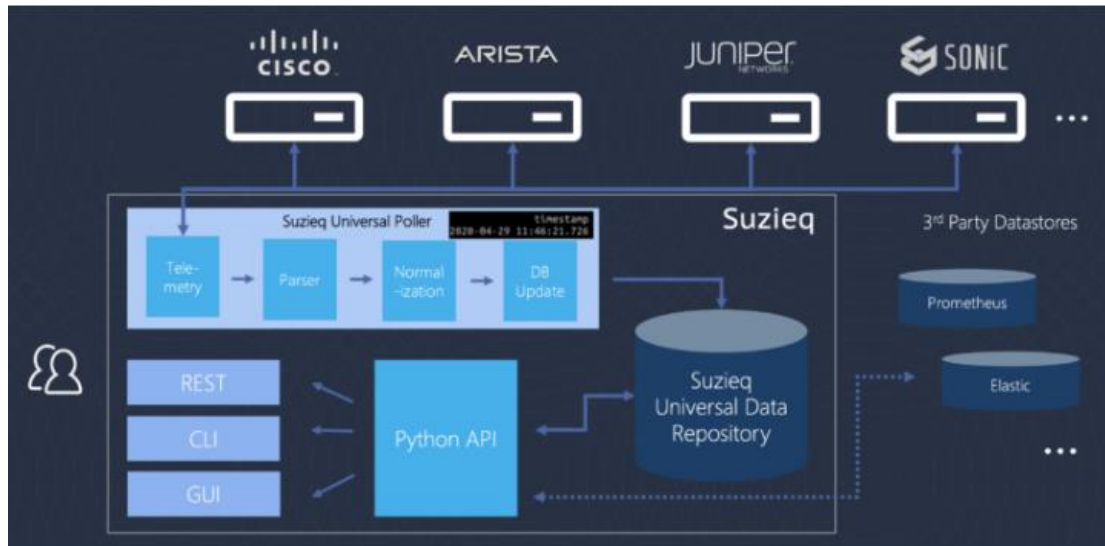 CISCO
ARISTA
JUNIPER
NETWORKS
SONiC
...
Suzieq Universal Poller
timestamp
2020-04-29 11:46:21.726
Suzieq
3rd Party Datastores
Tele-
metry
Parser
Normal
-ization
DB
Update
Prometheus
REST
CLI
GUI
Python API
Suzieq
Universal Data
Repository
Elastic
...